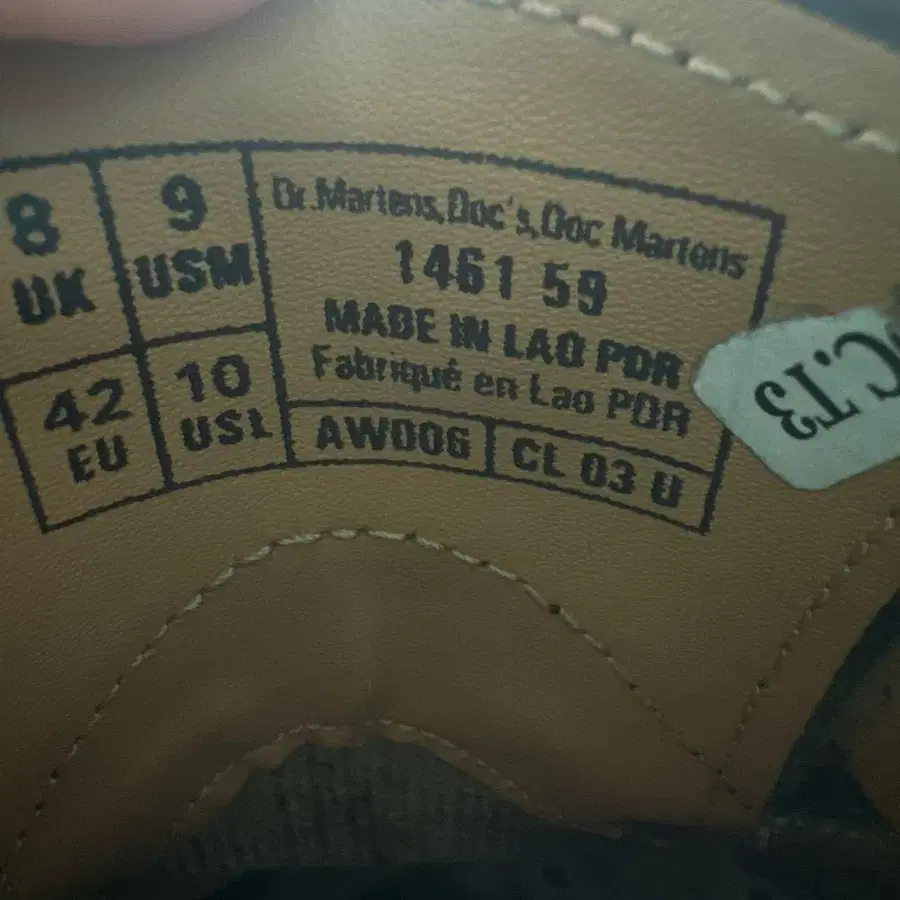 8 UK
9 USM
42 EU
10 USL
Dr.Martens,Doc's,Doc Martens
1461 59
MADE IN LAO PDR
Fabriqué en Lao PDR
AW006 CL 03 U